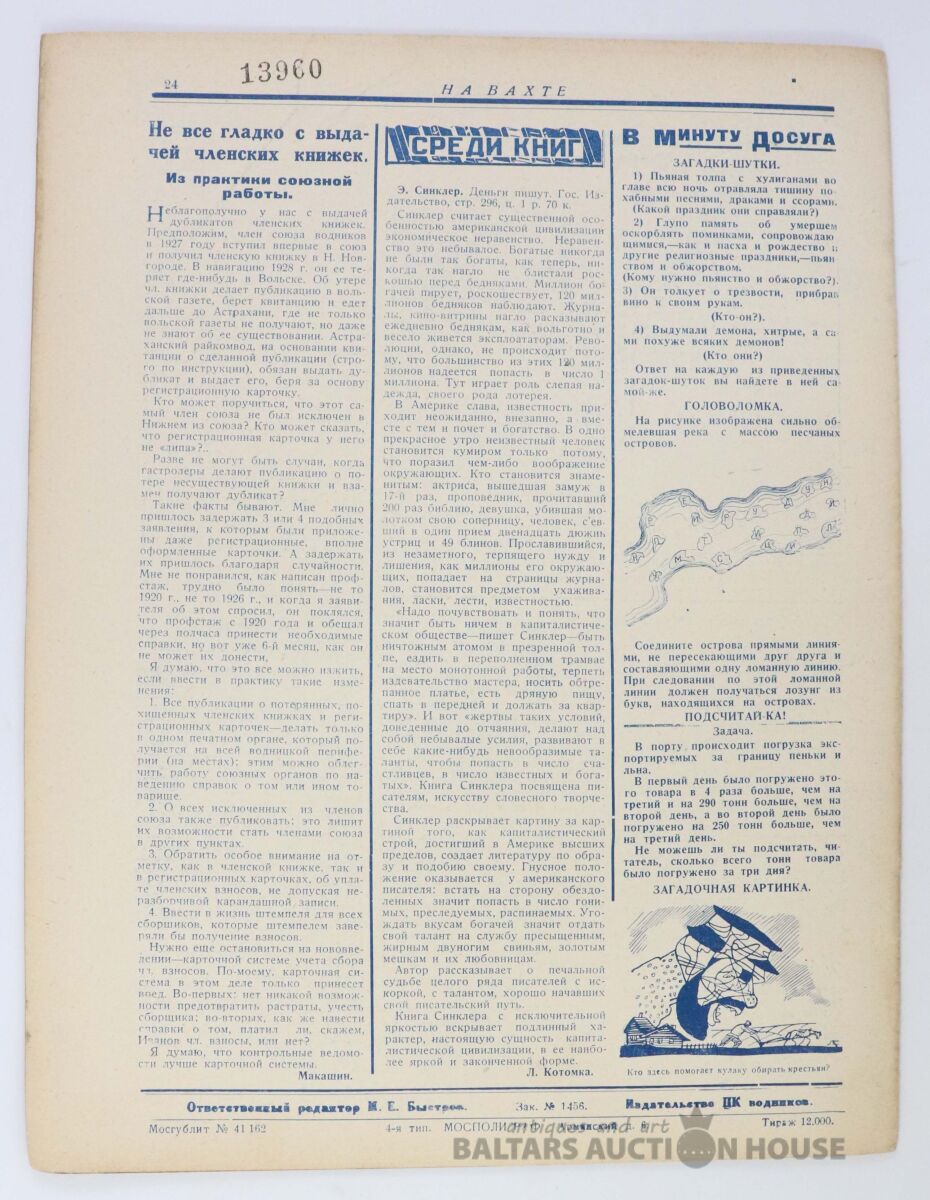 24
13960
НА ВАХТЕ
Не все гладко с выда-
чей членских книжек.
Из практики союзной
работы.
Неблагополучно у нас с выдачей
дубликатов членских книжек.
Предположим, член союза водников
в 1927 году вступил впервые в союз
и получил членскую книжку в Н. Нов-
городе. В навигацию 1928 г. он ее те-
ряет где-нибудь в Вольске. Об утере
чл. книжки делает публикацию в воль-
ской газете, берет квитанцию и едет
дальше до Астрахани, где не только
вольской газеты не получают, но даже
не знают об ее существовании. Астра-
ханский райкомвод, на основании кви-
танции о сделанной публикации (стро-
го по инструкции), обязан выдать ду-
бликат и выдает его, беря за основу
регистрационную карточку.
Кто может поручиться, что этот са-
мый член союза не был исключен в
Нижнем из союза? Кто может сказать,
что регистрационная карточка у него
не «липа»?..
Разве не могут быть случаи, когда
гастролеры делают публикацию о по-
тере несуществующей книжки и вза-
мен получают дубликат?
Такие факты бывают. Мне лично
пришлось задержать 3 или 4 подобных
заявления, к которым были приложе-
ны даже регистрационные, вполне
оформленные карточки. А задержать
их пришлось благодаря случайности.
Мне не понравился, как написан проф-
стаж, трудно было понять—не то
1920 г., не то 1926 г., и когда я заяви-
теля об этом спросил, он поклялся,
что профстаж с 1920 года и обещал
через полчаса принести необходимые
справки, но вот уже 6-й месяц, как он
не может их донести,
Я думаю, что это все можно изжить,
если ввести в практику такие изме-
нения:
1. Все публикации о потерянных, по-
хищенных членских книжках и реги-
страционных карточек—делать только
в одном печатном органе, который по-
лучается на всей водницкой перифе-
рии (на местах): этим можно облег-
чить работу союзных органов по на-
ведению справок о том или ином то-
варище.
2. О всех исключенных из членов
союза также публиковать: это лишит
их возможности стать членами союза
в других пунктах.
3. Обратить особое внимание на от-
метку, как в членской книжке, так и
в регистрационных карточках, об упла-
те членских взносов, не допуская не-
разборчивой карандашной записи.
4. Ввести в жизнь штемпеля для всех
сборщиков, которые штемпелем заве-
ряли бы получение взносов.
Нужно еще остановиться на нововве-
лении—карточной системе учета сбора
чл. взносов. По-моему, карточная си-
стема в этом деле только принесет
вред. Во-первых: нет никакой возмож-
ности предотвратить растраты, учесть
сборщика; во-вторых, как же навести
справки о том, платил ли, скажем,
Иванов чл. взносы, или нет?
Я думаю, что контрольные ведомо-
сти лучше карточной системы.
Макашин.
СРЕДИ КНИГ
Э. Синклер. Деньги пишут. Гос. Из-
дательство, стр. 296, ц. 1 р. 70 к.
Синклер считает существенной осо-
бенностью американской цивилизации
экономическое неравенство. Неравен-
ство это небывалое. Богатые никогда
не были так богаты, как теперь, ни-
когда так нагло не блистали рос-
кошью перед бедняками. Миллион бо-
гачей пирует, роскошествует, 120 мил-
лионов бедняков наблюдают. Журна-
лы, кино-витрины нагло рассказывают
ежедневно беднякам, как вольготно и
весело живется эксплоататорам. Рево-
люции, однако, не происходит пото-
му, что большинство из этих 120 мил-
лионов надеется попасть в число 1
миллиона. Тут играет роль слепая на-
дежда, своего рода лотерея.
В Америке слава, известность при-
ходит неожиданно, внезапно, а вме-
сте с тем и почет и богатство. В одно
прекрасное утро неизвестный человек
становится кумиром только потому,
что поразил чем-либо воображение
окружающих. Кто становится знаме-
нитым: актриса, вышедшая замуж в
17-й раз, проповедник, прочитавший
200 раз библию, девушка, убившая мо-
лотком свою соперницу, человек, с'ев
ший в один прием двенадцать дюжин
устриц и 49 блинов. Прославившийся,
из незаметного, терпящего нужду и
лишения, как миллионы его окружаю-
щих, попадает на страницы журна-
лов, становится предметом ухажива-
ния, ласки, лести, известностью.
«Надо почувствовать и понять, что
значит быть ничем в капиталистиче-
ском обществе—пишет Синклер—быть
ничтожным атомом в презренной тол-
пе, ездить в переполненном трамвае
на место монотонной работы, терпеть
издевательство мастера, носить обтре-
панное платье, есть дряную пищу,
спать в передней и должать за квар-
тиру». И вот «жертвы таких условий,
доведенные до отчаяния, делают над
собой небывалые усилия, развивают в
себе какие-нибудь невообразимые та-
ланты, чтобы попасть в число сча-
стливцев, в число известных и бога-
тых». Книга Синклера посвящена пи-
сателям, искусству словесного творче-
ства.
Синклер раскрывает картину за кар-
тиной того, как капиталистический
строй, достигший в Америке высших
пределов, создает литературу по обра-
зу и подобию своему. Гнусное поло-
жение оказывается у американского
писателя: встать на сторону обездо-
ленных значит попасть в число гони-
мых, преследуемых, распинаемых. Уго-
ждать вкусам богачей значит отдать
свой талант на службу пресыщенным,
жирным двуногим свиньям, золотым
мешкам и их любовницам.
Автор рассказывает о печальной
судьбе целого ряда писателей с ис-
коркой, с талантом, хорошо начавших
свой писательский путь.
Книга Синклера с исключительной
яркостью вскрывает подлинный ха-
рактер, настоящую сущность капита-
листической цивилизации, в ее наибо-
лее яркой и законченной форме.
Л. Котомка.
В МИНУТУ ДОСУГА
ЗАГАДКИ-ШУТКИ.
1) Пьяная толпа с хулиганами во
главе всю ночь отравляла тишину по-
хабными песнями, драками и ссорами.
(Какой праздник они справляли?)
2) Глупо память об умершем
оскорблять поминками, сопровождаю
щимися,—как и пасха и рождество и
другие религиозные праздники,—пьян
ством и обжорством.
(Кому нужно пьянство и обжорство?).
3) Он толкует о трезвости, прибрав
вино к своим рукам.
(Кто он?).
4) Выдумали демона, хитрые, а са-
ми похуже всяких демонов!
(Кто они?)
Ответ на каждую из приведенных
загадок-шуток вы найдете в ней са-
мой-же.
ГОЛОВОЛОМКА.
На рисунке изображена сильно об-
мелевшая река с массою песчаных
островов.
Соедините острова прямыми линия-
ми, не пересекающими друг друга и
составляющими одну ломанную линию.
При следовании по этой ломанной
линии должен получаться лозунг из
букв, находящихся на островах.
ПОДСЧИТАЙ-КА!
Задача.
В порту происходит погрузка экс-
портируемых за границу пеньки и
льна.
В первый день было погружено это-
го товара в 4 раза больше, чем на
третий и на 290 тонн больше, чем на
второй день, а во второй день было
погружено на 250 тонн больше, чем
на третий день.
Не можешь ли ты подсчитать, чи-
татель, сколько всего тонн товара
было погружено за три дня?
ЗАГАДОЧНАЯ КАРТИНКА.
Кто здесь помогает кулаку обирать крестьян?
Ответственный редактор М. Е. Быстров.
Зак. № 1456.
Издательство ЦК водников.
Мосгублит № 41 162
4-я тип. МОСПОЛИГРАФ, Армянский п. 6.
Тираж 12,000.
antiques and art
BALTARS AUCTION HOUSE